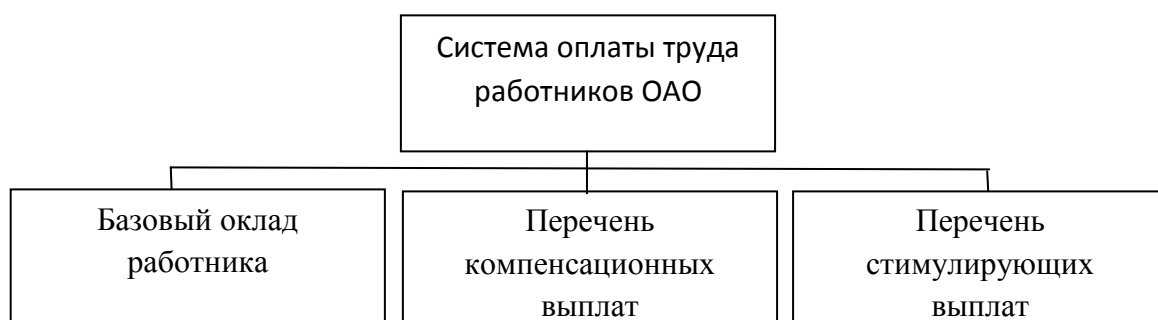 Система оплаты труда
работников ОАО
Базовый оклад
работника
Перечень
компенсационных
выплат
Перечень
стимулирующих
выплат